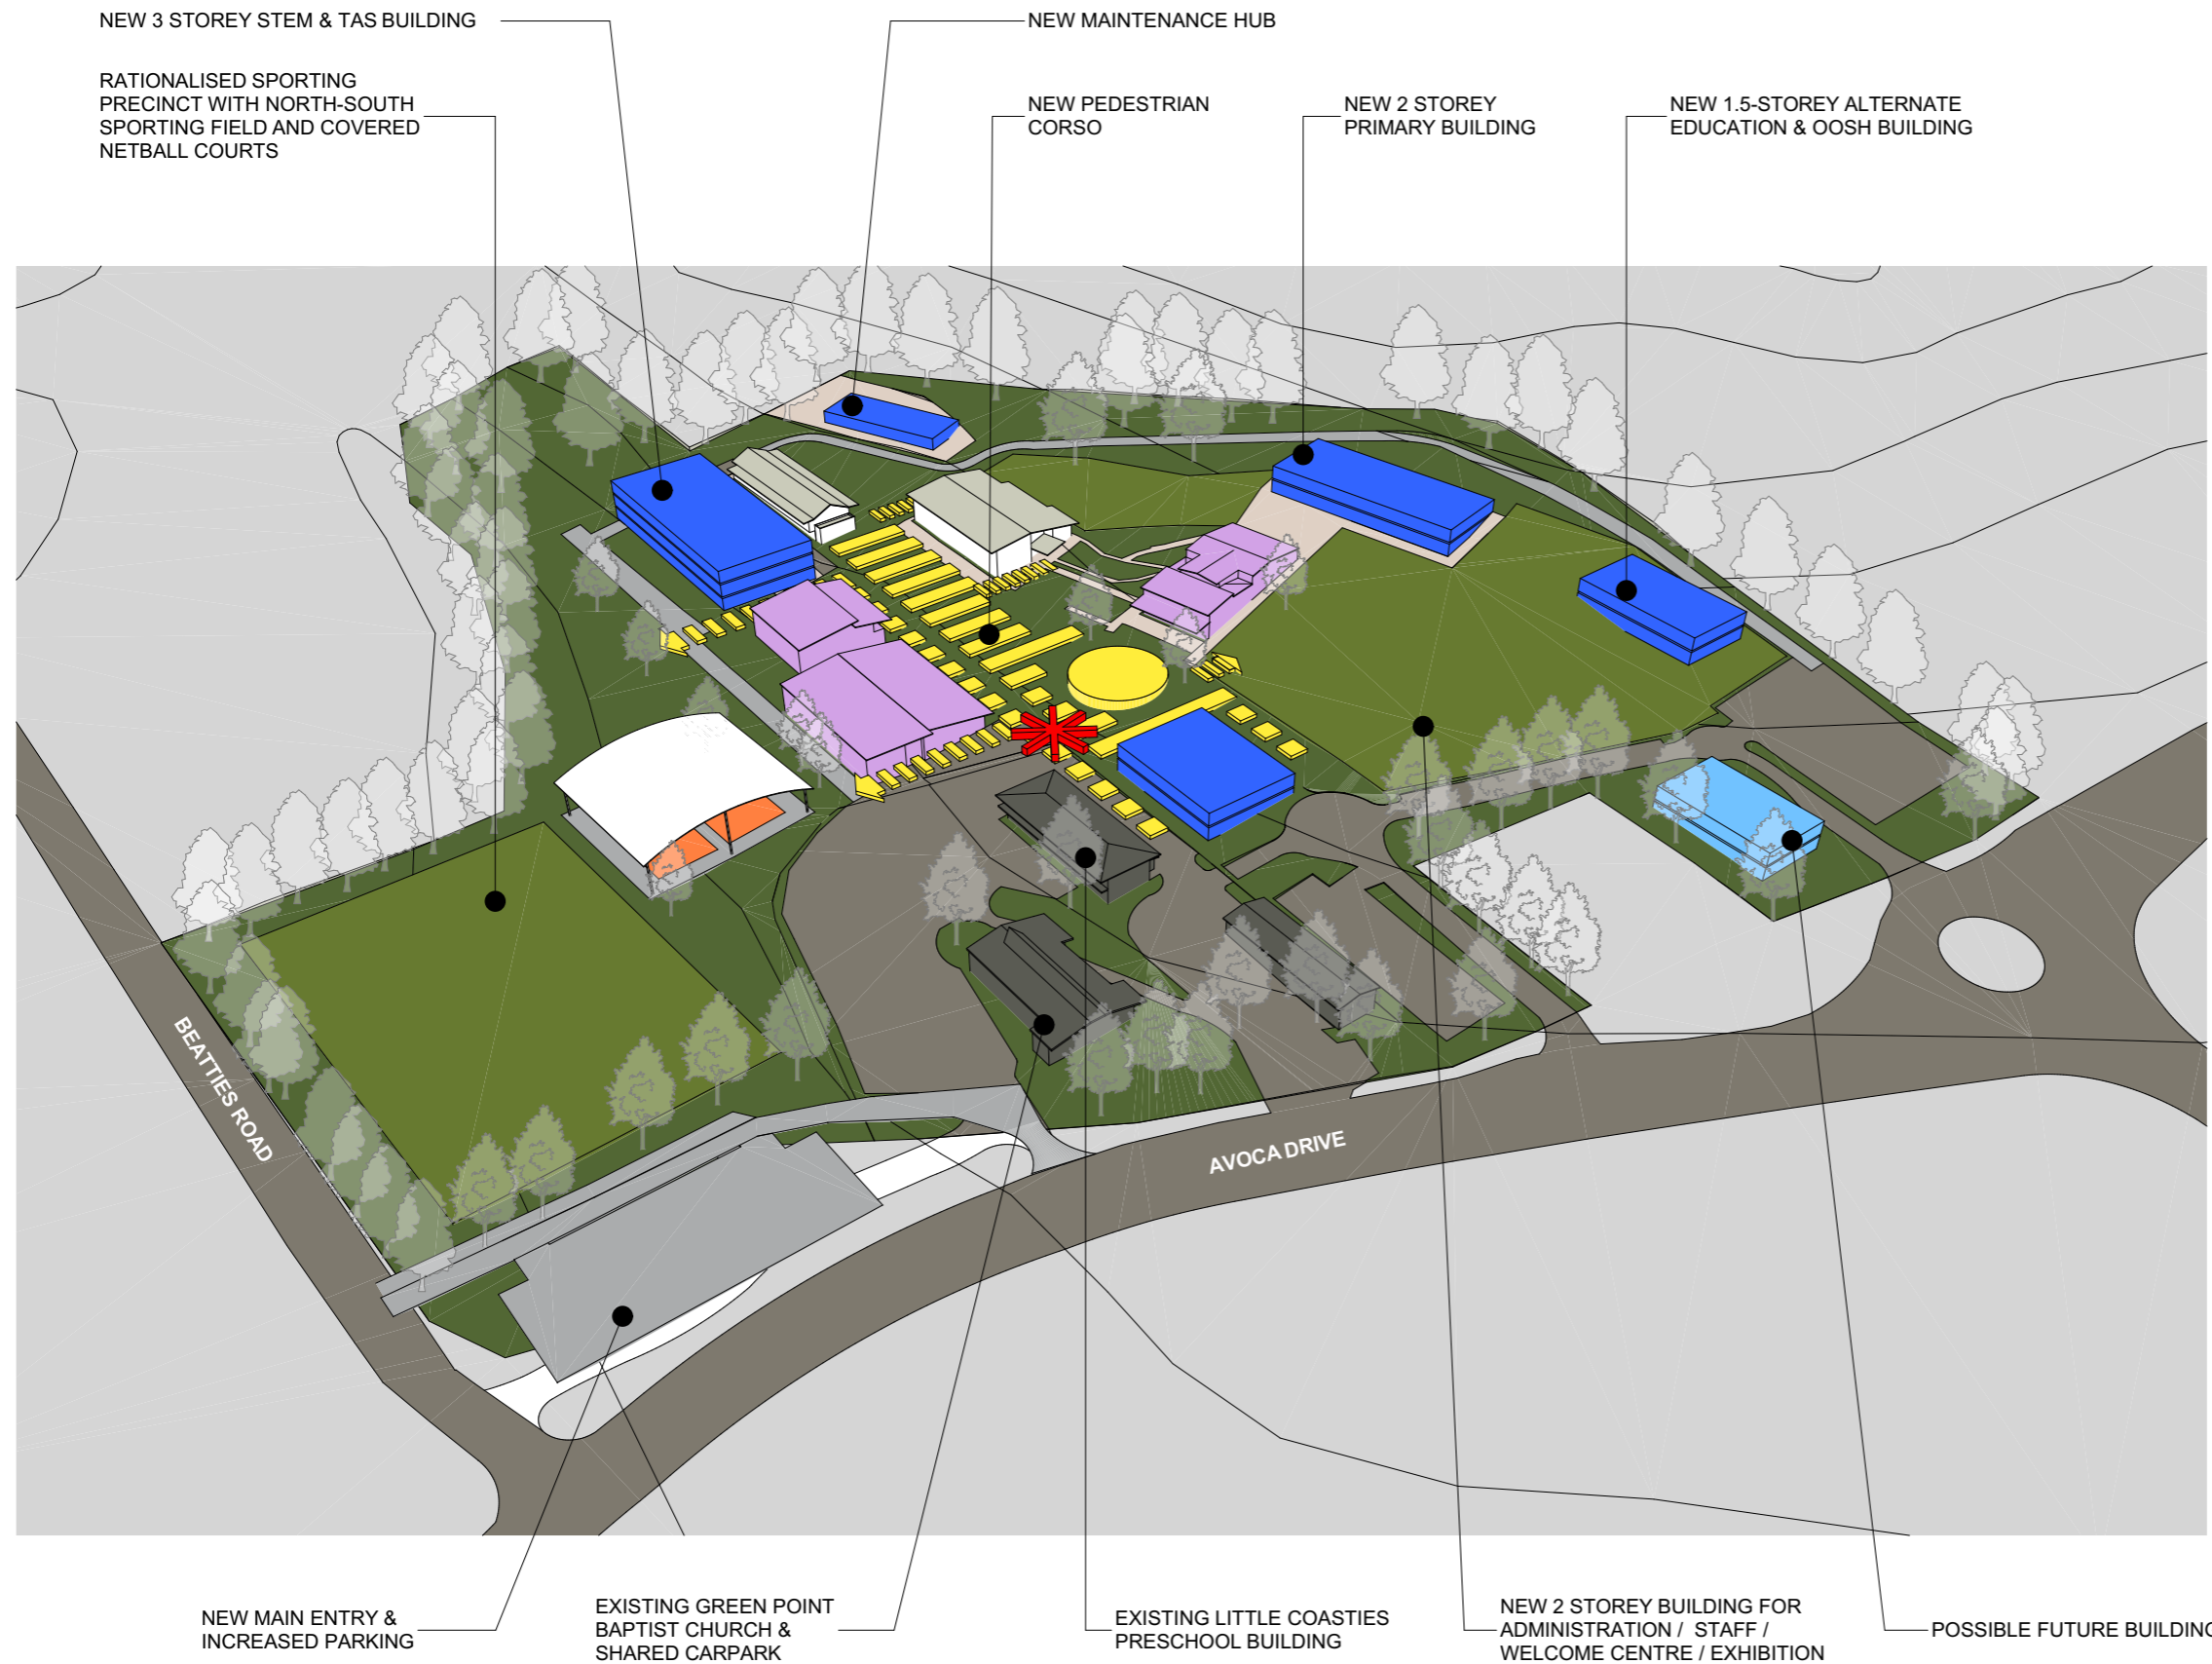 NEW 3 STOREY STEM & TAS BUILDING
NEW MAINTENANCE HUB
RATIONALISED SPORTING
PRECINCT WITH NORTH-SOUTH
SPORTING FIELD AND COVERED
NETBALL COURTS
NEW PEDESTRIAN
CORSO
NEW 2 STOREY
PRIMARY BUILDING
NEW 1.5-STOREY ALTERNATE
EDUCATION & OOSH BUILDING
BEATTIES ROAD
AVOCA DRIVE
NEW MAIN ENTRY &
INCREASED PARKING
EXISTING GREEN POINT
BAPTIST CHURCH &
SHARED CARPARK
EXISTING LITTLE COASTIES
PRESCHOOL BUILDING
NEW 2 STOREY BUILDING FOR
ADMINISTRATION / STAFF /
WELCOME CENTRE / EXHIBITION
POSSIBLE FUTURE BUILDING